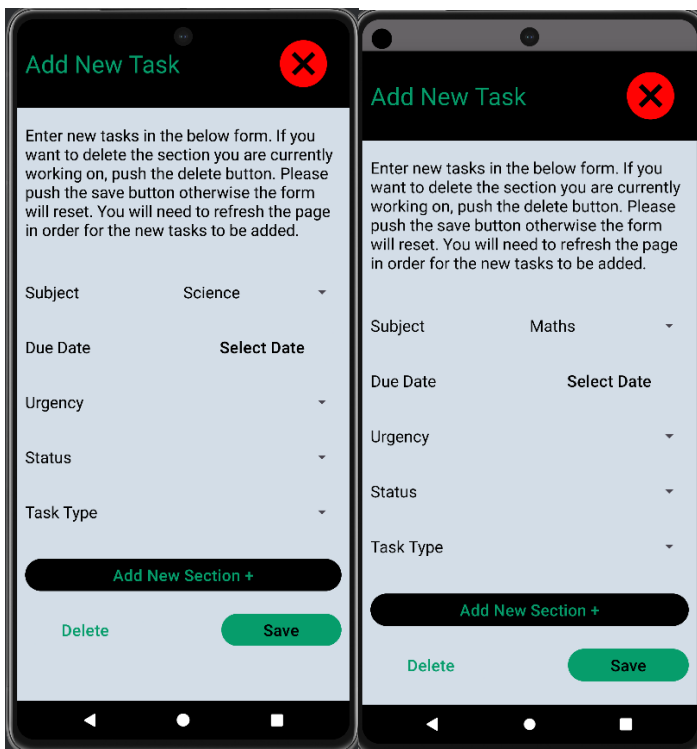 Add New Task
Enter new tasks in the below form. If you
want to delete the section you are currently
working on, push the delete button. Please
push the save button otherwise the form
will reset. You will need to refresh the page
in order for the new tasks to be added.
Subject Science
Due Date Select Date
Urgency
Status
Task Type
Add New Section +
Delete Save
Add New Task
Enter new tasks in the below form. If you
want to delete the section you are currently
working on, push the delete button. Please
push the save button otherwise the form
will reset. You will need to refresh the page
in order for the new tasks to be added.
Subject Maths
Due Date Select Date
Urgency
Status
Task Type
Add New Section +
Delete Save